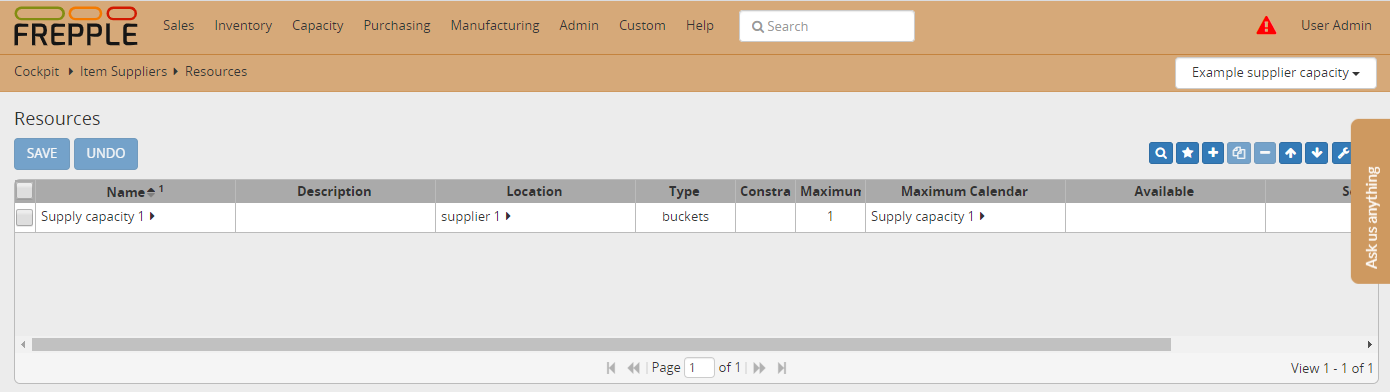 FREPPLE Sales Inventory Capacity Purchasing Manufacturing Admin Custom Help Search User Admin
Cockpit Item Suppliers Resources Example supplier capacity
Resources
SAVE UNDO
Name 1 Description Location Type Constra Maximum Maximum Calendar Available S
Supply capacity 1 supplier 1 buckets 1 Supply capacity 1
Ask us anything
Page 1 of 1 View 1 - 1 of 1